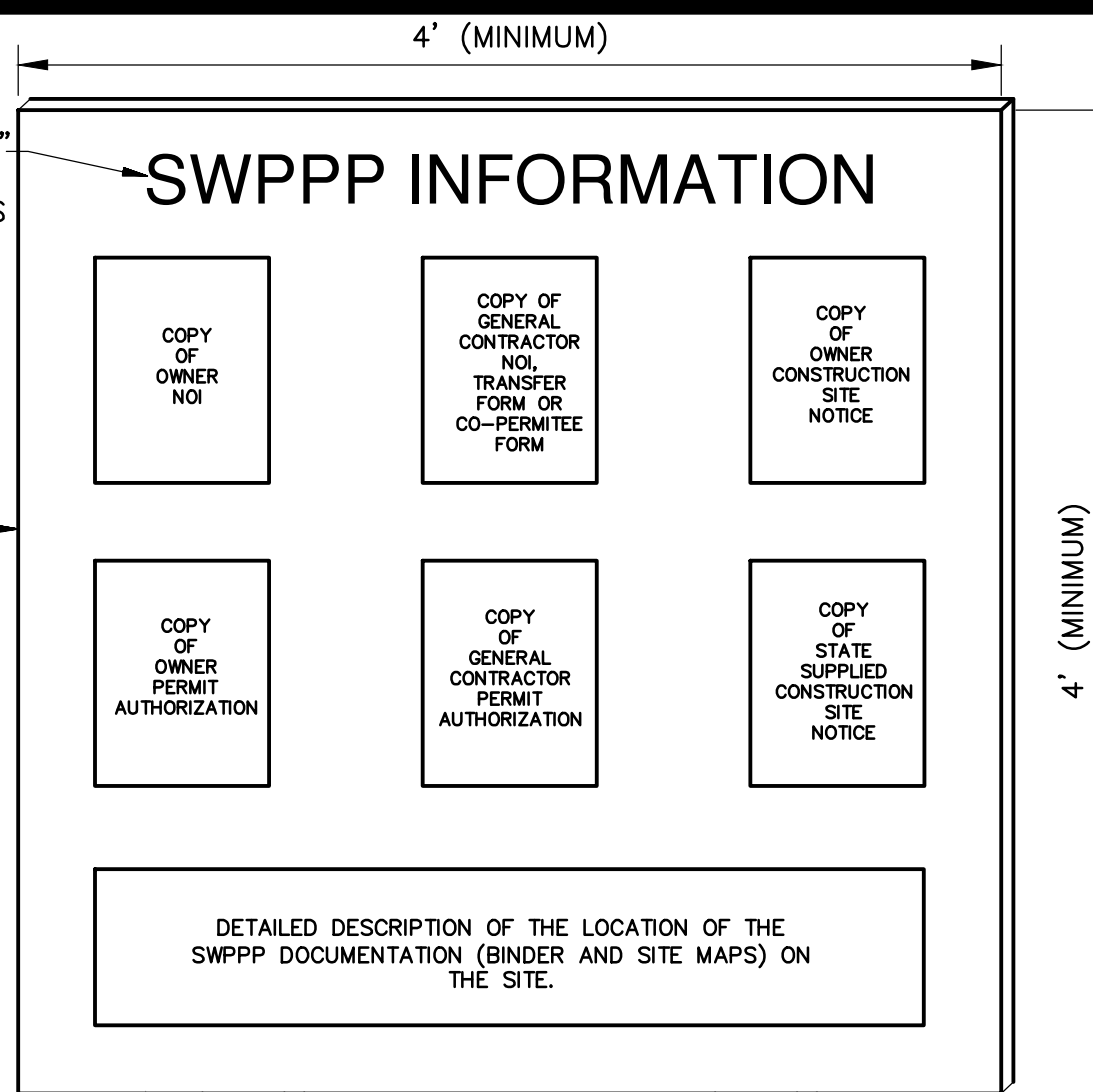 4' (MINIMUM)
"
SWPPP INFORMATION
S
COPY
OF
OWNER
NOI
COPY OF
GENERAL
CONTRACTOR
NOI,
TRANSFER
FORM OR
CO-PERMITEE
FORM
COPY
OF
OWNER
CONSTRUCTION
SITE
NOTICE
4' (MINIMUM)
COPY
OF
OWNER
PERMIT
AUTHORIZATION
COPY
OF
GENERAL
CONTRACTOR
PERMIT
AUTHORIZATION
COPY
OF
STATE
SUPPLIED
CONSTRUCTION
SITE
NOTICE
DETAILED DESCRIPTION OF THE LOCATION OF THE
SWPPP DOCUMENTATION (BINDER AND SITE MAPS) ON
THE SITE.